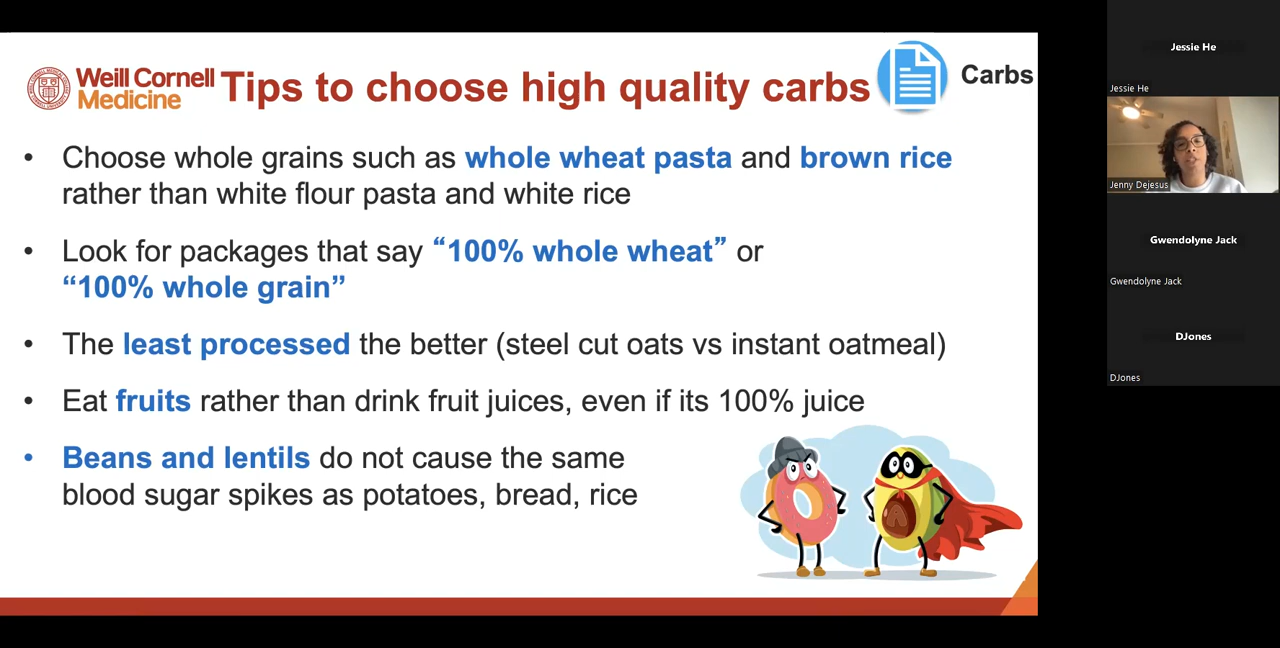 Weill Cornell
Medicine
Tips to choose high quality carbs
Carbs
• Choose whole grains such as whole wheat pasta and brown rice
rather than white flour pasta and white rice
• Look for packages that say “100% whole wheat” or
“100% whole grain”
• The least processed the better (steel cut oats vs instant oatmeal)
• Eat fruits rather than drink fruit juices, even if its 100% juice
• Beans and lentils do not cause the same
blood sugar spikes as potatoes, bread, rice
A
Jessie He
Jessie He
Jenny Dejesus
Gwendolyne Jack
Gwendolyne Jack
DJones
DJones